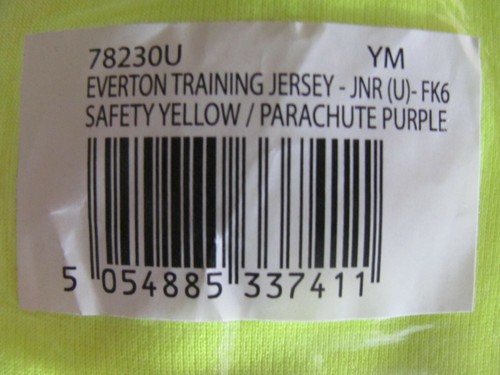 78230U YM
EVERTON TRAINING JERSEY - JNR (U)- FK6
SAFETY YELLOW / PARACHUTE PURPLE
5 054885 337411